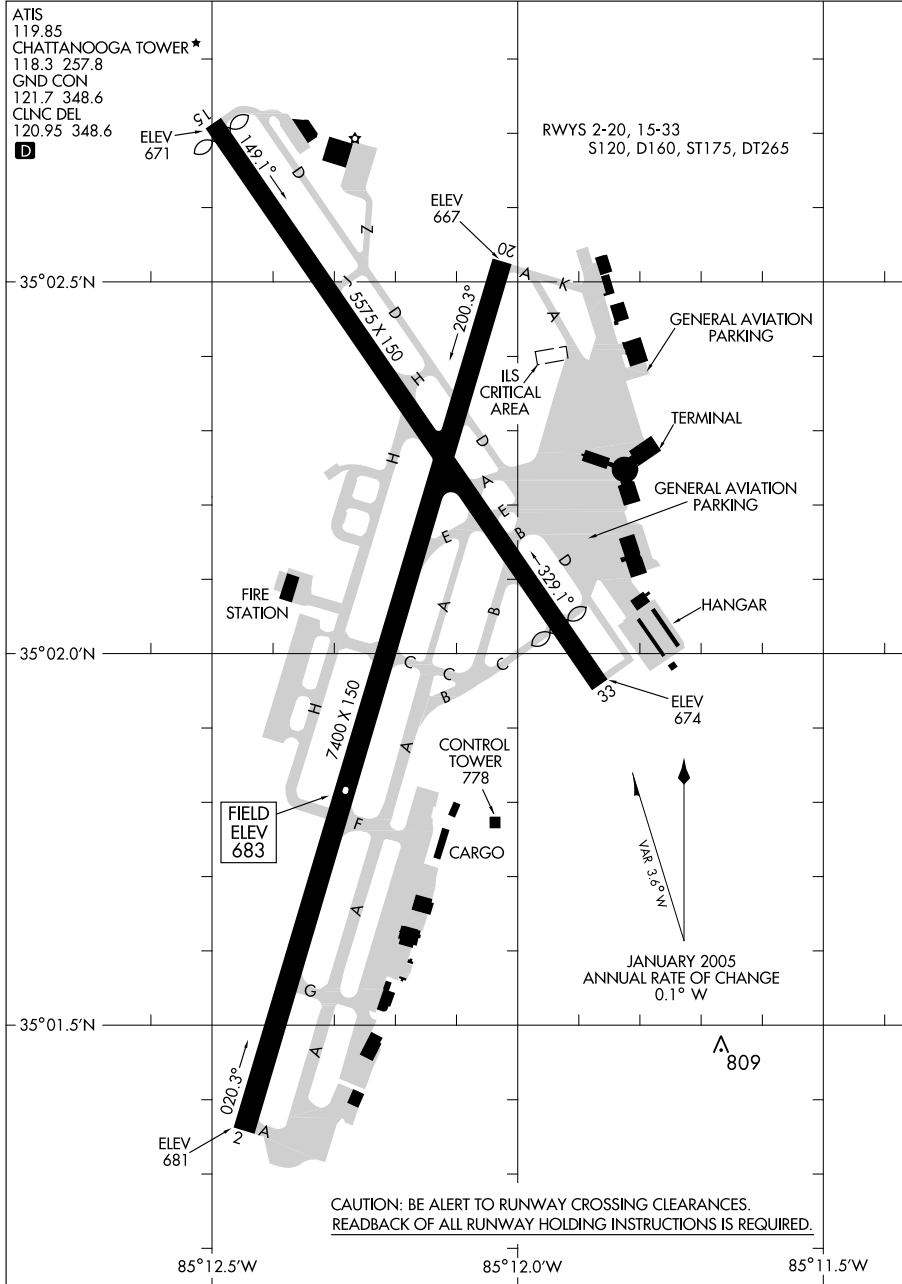 ATIS
119.85
CHATTANOOGA TOWER
118.3 257.8
GND CON
121.7 348.6
CLNC DEL
120.95 348.6
D
RWYS 2-20, 15-33
S120, D160, ST175, DT265
15
ELEV
671
149.1°
D
Z
ELEV
667
20
A
K
A
35°02.5'N
J
5575 X 150
D
200.3°
GENERAL AVIATION
PARKING
ILS
CRITICAL
AREA
H
TERMINAL
H
D
A
E
B
GENERAL AVIATION
PARKING
E
D
329.1°
FIRE
STATION
A
B
HANGAR
35°02.0'N
C
C
C
B
33
ELEV
674
H
7400 X 150
A
CONTROL
TOWER
778
FIELD
ELEV
683
F
CARGO
VAR 3.6° W
A
JANUARY 2005
ANNUAL RATE OF CHANGE
0.1° W
G
35°01.5'N
A
809
020.3°
2
A
ELEV
681
CAUTION: BE ALERT TO RUNWAY CROSSING CLEARANCES.
READBACK OF ALL RUNWAY HOLDING INSTRUCTIONS IS REQUIRED.
85°12.5'W
85°12.0'W
85°11.5'W